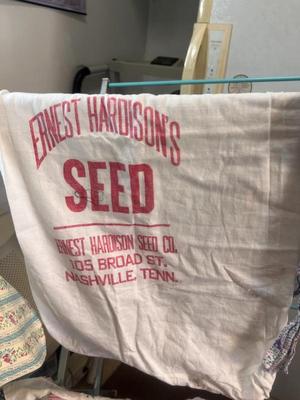 ERNEST HARDISON'S
SEED
ERNEST HARDISON SEED CO.
105 BROAD ST.
NASHVILLE, TENN.